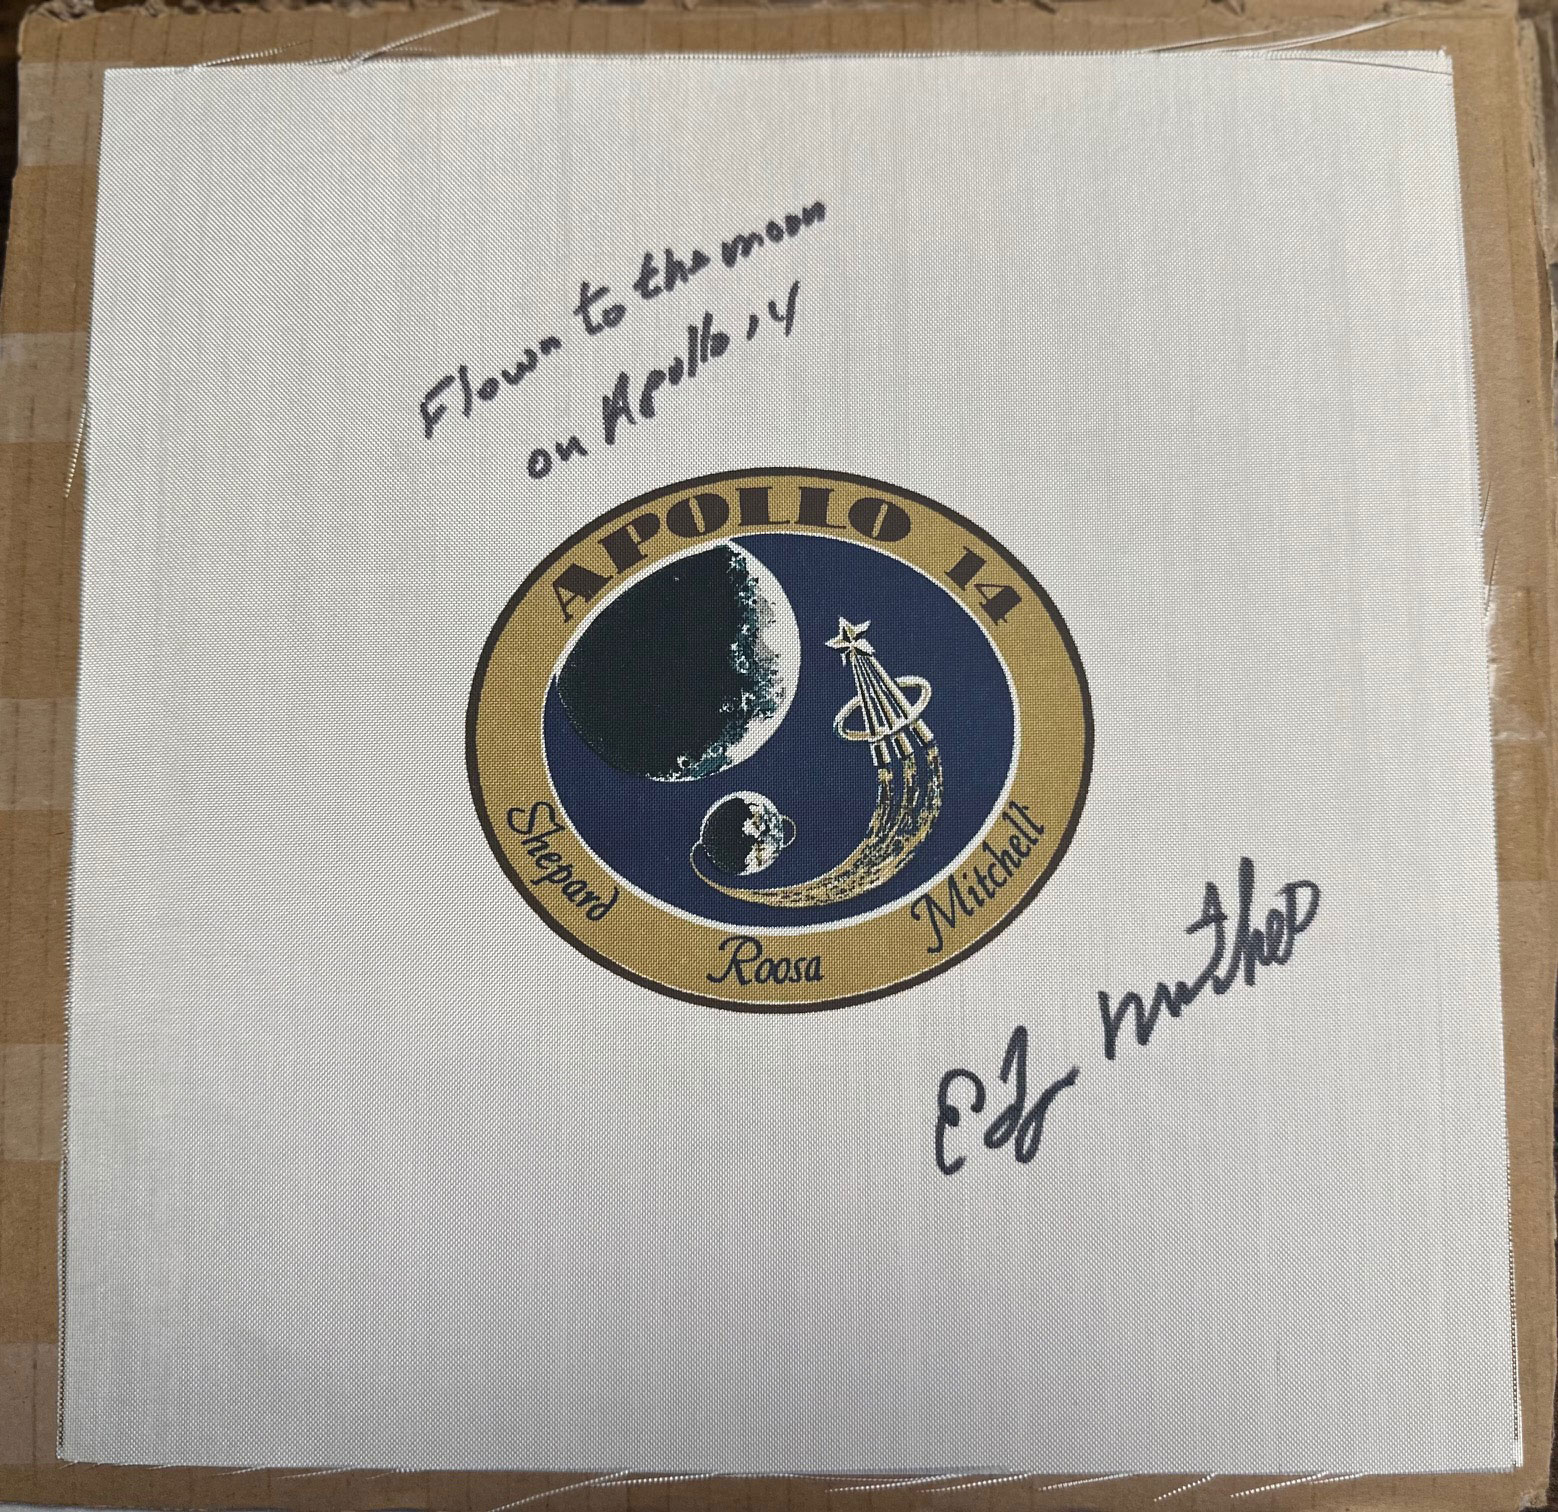 Flown to the moon
on Apollo 14
APOLLO 14
Shepard
Roosa
Mitchell